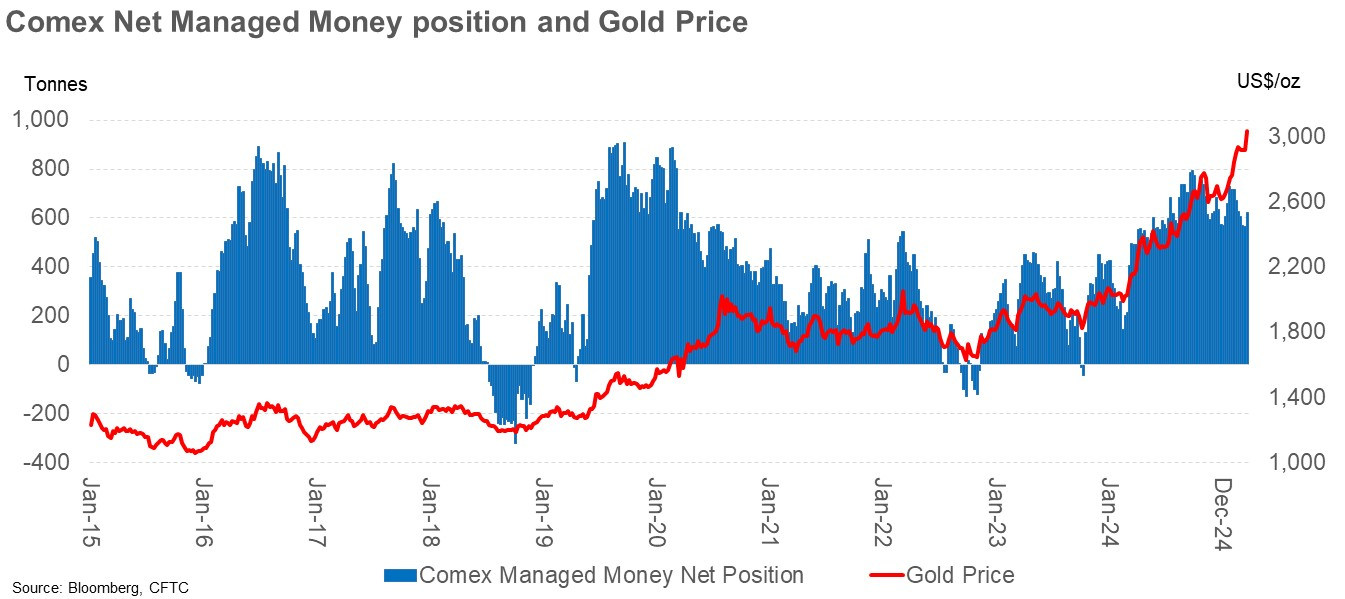 Comex Net Managed Money position and Gold Price
Tonnes
US$/oz
1,000
800
600
400
200
0
-200
-400
3,000
2,600
2,200
1,800
1,400
1,000
Jan-15
Jan-16
Jan-17
Jan-18
Jan-19
Jan-20
Jan-21
Jan-22
Jan-23
Jan-24
Dec-24
Comex Managed Money Net Position
Gold Price
Source: Bloomberg, CFTC